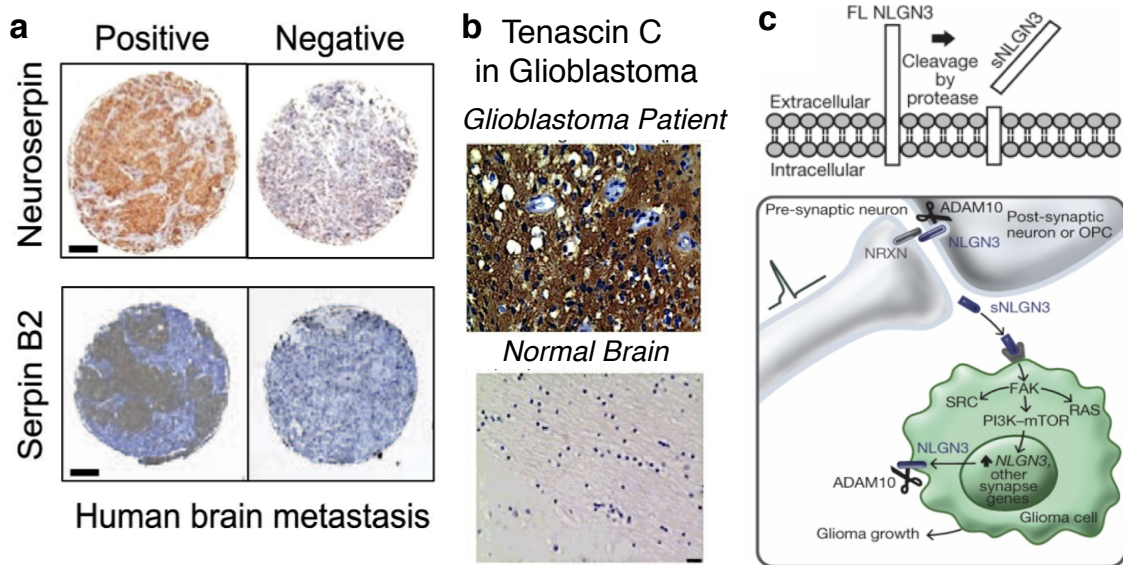 a
Positive
Negative
Neuroserpin
Serpin B2
Human brain metastasis
b
Tenascin C
in Glioblastoma
Glioblastoma Patient
Normal Brain
c
FL NLGN3
sNLGN3
Cleavage
by
protease
Extracellular
Intracellular
Pre-synaptic neuron
ADAM10
Post-synaptic
neuron or OPC
NLGN3
NRXN
sNLGN3
FAK
SRC
RAS
PI3K–mTOR
NLGN3
NLGN3,
other
synapse
genes
ADAM10
Glioma cell
Glioma growth